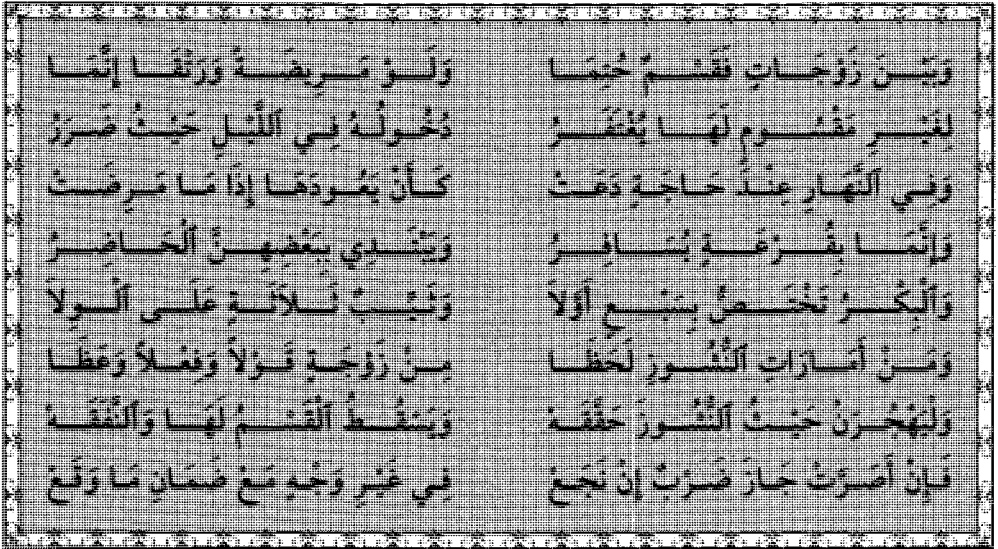 وَبَيْنَ زَوْجَاتٍ فَقَسْمٌ حُتِمَا وَلَوْ مَرِيضَةً وَرَتْقَا إِنَّمَا
لِغَيْرِ مَقْسُومٍ لَهَا يُغْتَفَرُ دُخُولُهُ فِي ٱللَّيْلِ حَيْثُ ضَرَرُ
وَفِي ٱلنَّهَارِ عِنْدَ حَاجَةٍ دَعَتْ كَأَنْ يَعُودَهَا إِذَا مَا مَرِضَتْ
وَإِنَّمَا بِقُرْعَةٍ يُسَافِرُ وَيَبْتَدِي بِبَعْضِهِنَّ ٱلْحَاضِرُ
وَٱلْبِكْرُ تَخْتَصُّ بِسَبْعٍ أَوَّلاَ وَثَيِّبٌ ثَلاَثَةٍ عَلَى ٱلْوِلاَ
وَمَنْ أَمَارَاتِ ٱلنُّشُوزِ لَحَظَا مِنْ زَوْجَةٍ قَوْلاً وَفِعْلاً وَعَظَا
وَلْيَهْجُرَنْ حَيْثُ ٱلنُّشُوزَ حَقَّقَهْ وَيَسْقُطُ ٱلْقَسْمُ لَهَا وَٱلنَّفَقَهْ
فَإِنْ أَصَرَّتْ جَازَ ضَرْبٌ إِنْ نَجَعْ فِي غَيْرِ وَجْهٍ مَعْ ضَمَانِ مَا وَقَعْ